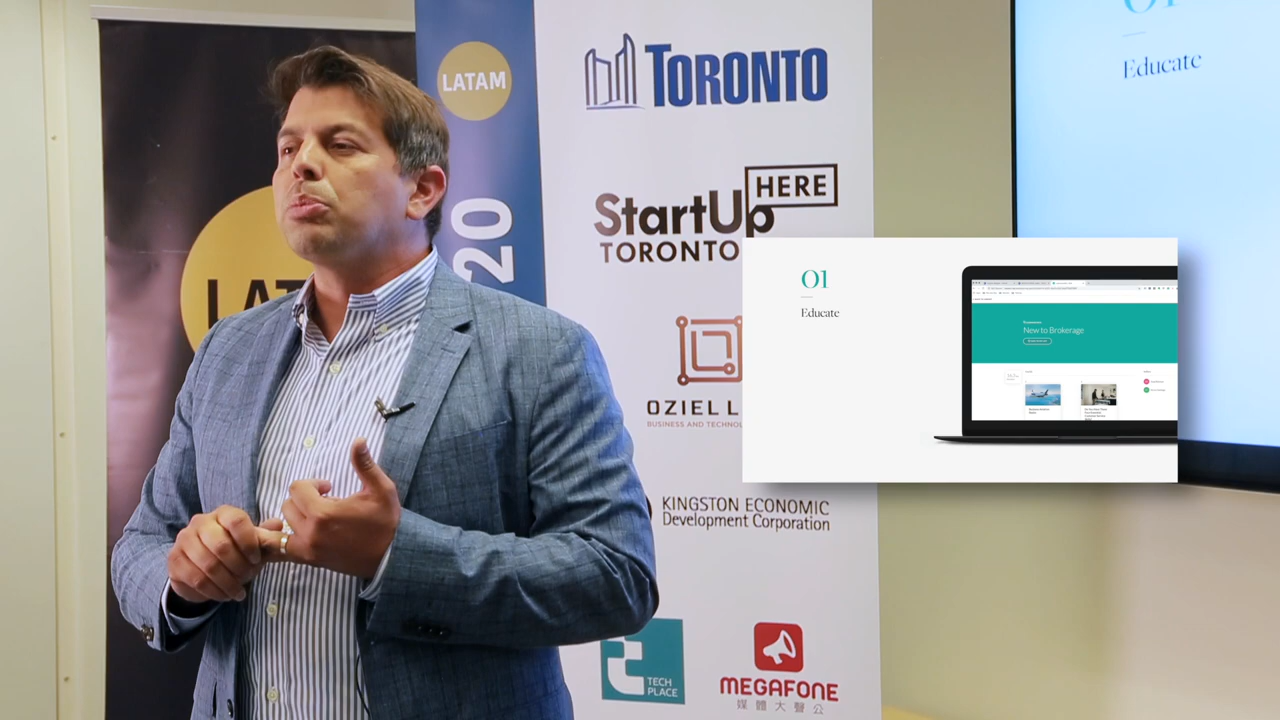 LATAM
20
LAT
TORONTO
StartUp
HERE
TORONTO
OZIEL L
BUSINESS AND TECHNOL
KINGSTON ECONOMIC
Development Corporation
TECH
PLACE
MEGAFONE
媒體大聲公
01
Educate
01
Educate
New to Brokerage